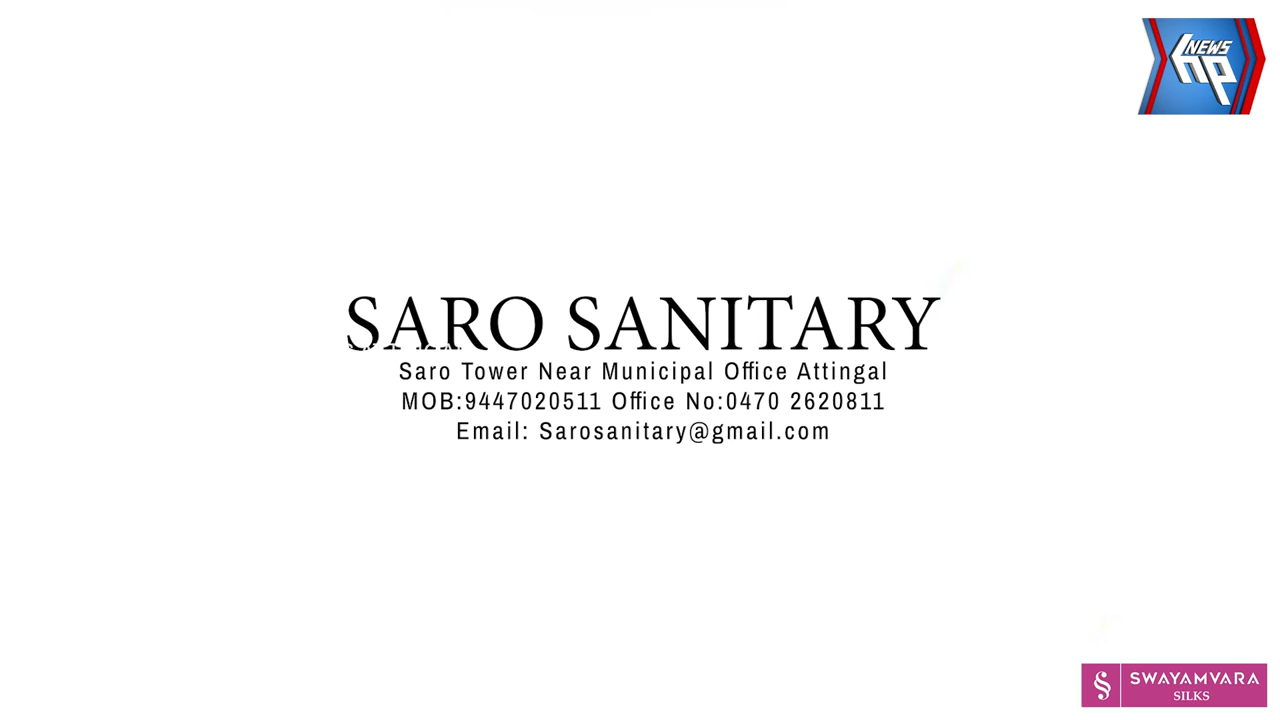 NEWS
np
SARO SANITARY
Saro Tower Near Municipal Office Attingal
MOB:9447020511 Office No:0470 2620811
Email: Sarosanitary@gmail.com
SWAYAMVARA
SILKS